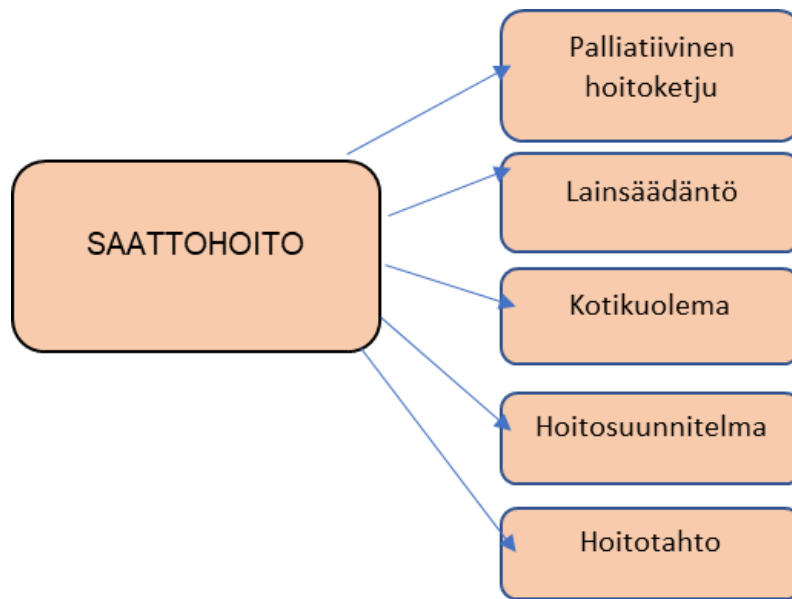 SAATTOHOITO
Palliatiivinen
hoitoketju
Lainsäädäntö
Kotikuolema
Hoitosuunnitelma
Hoitotahto